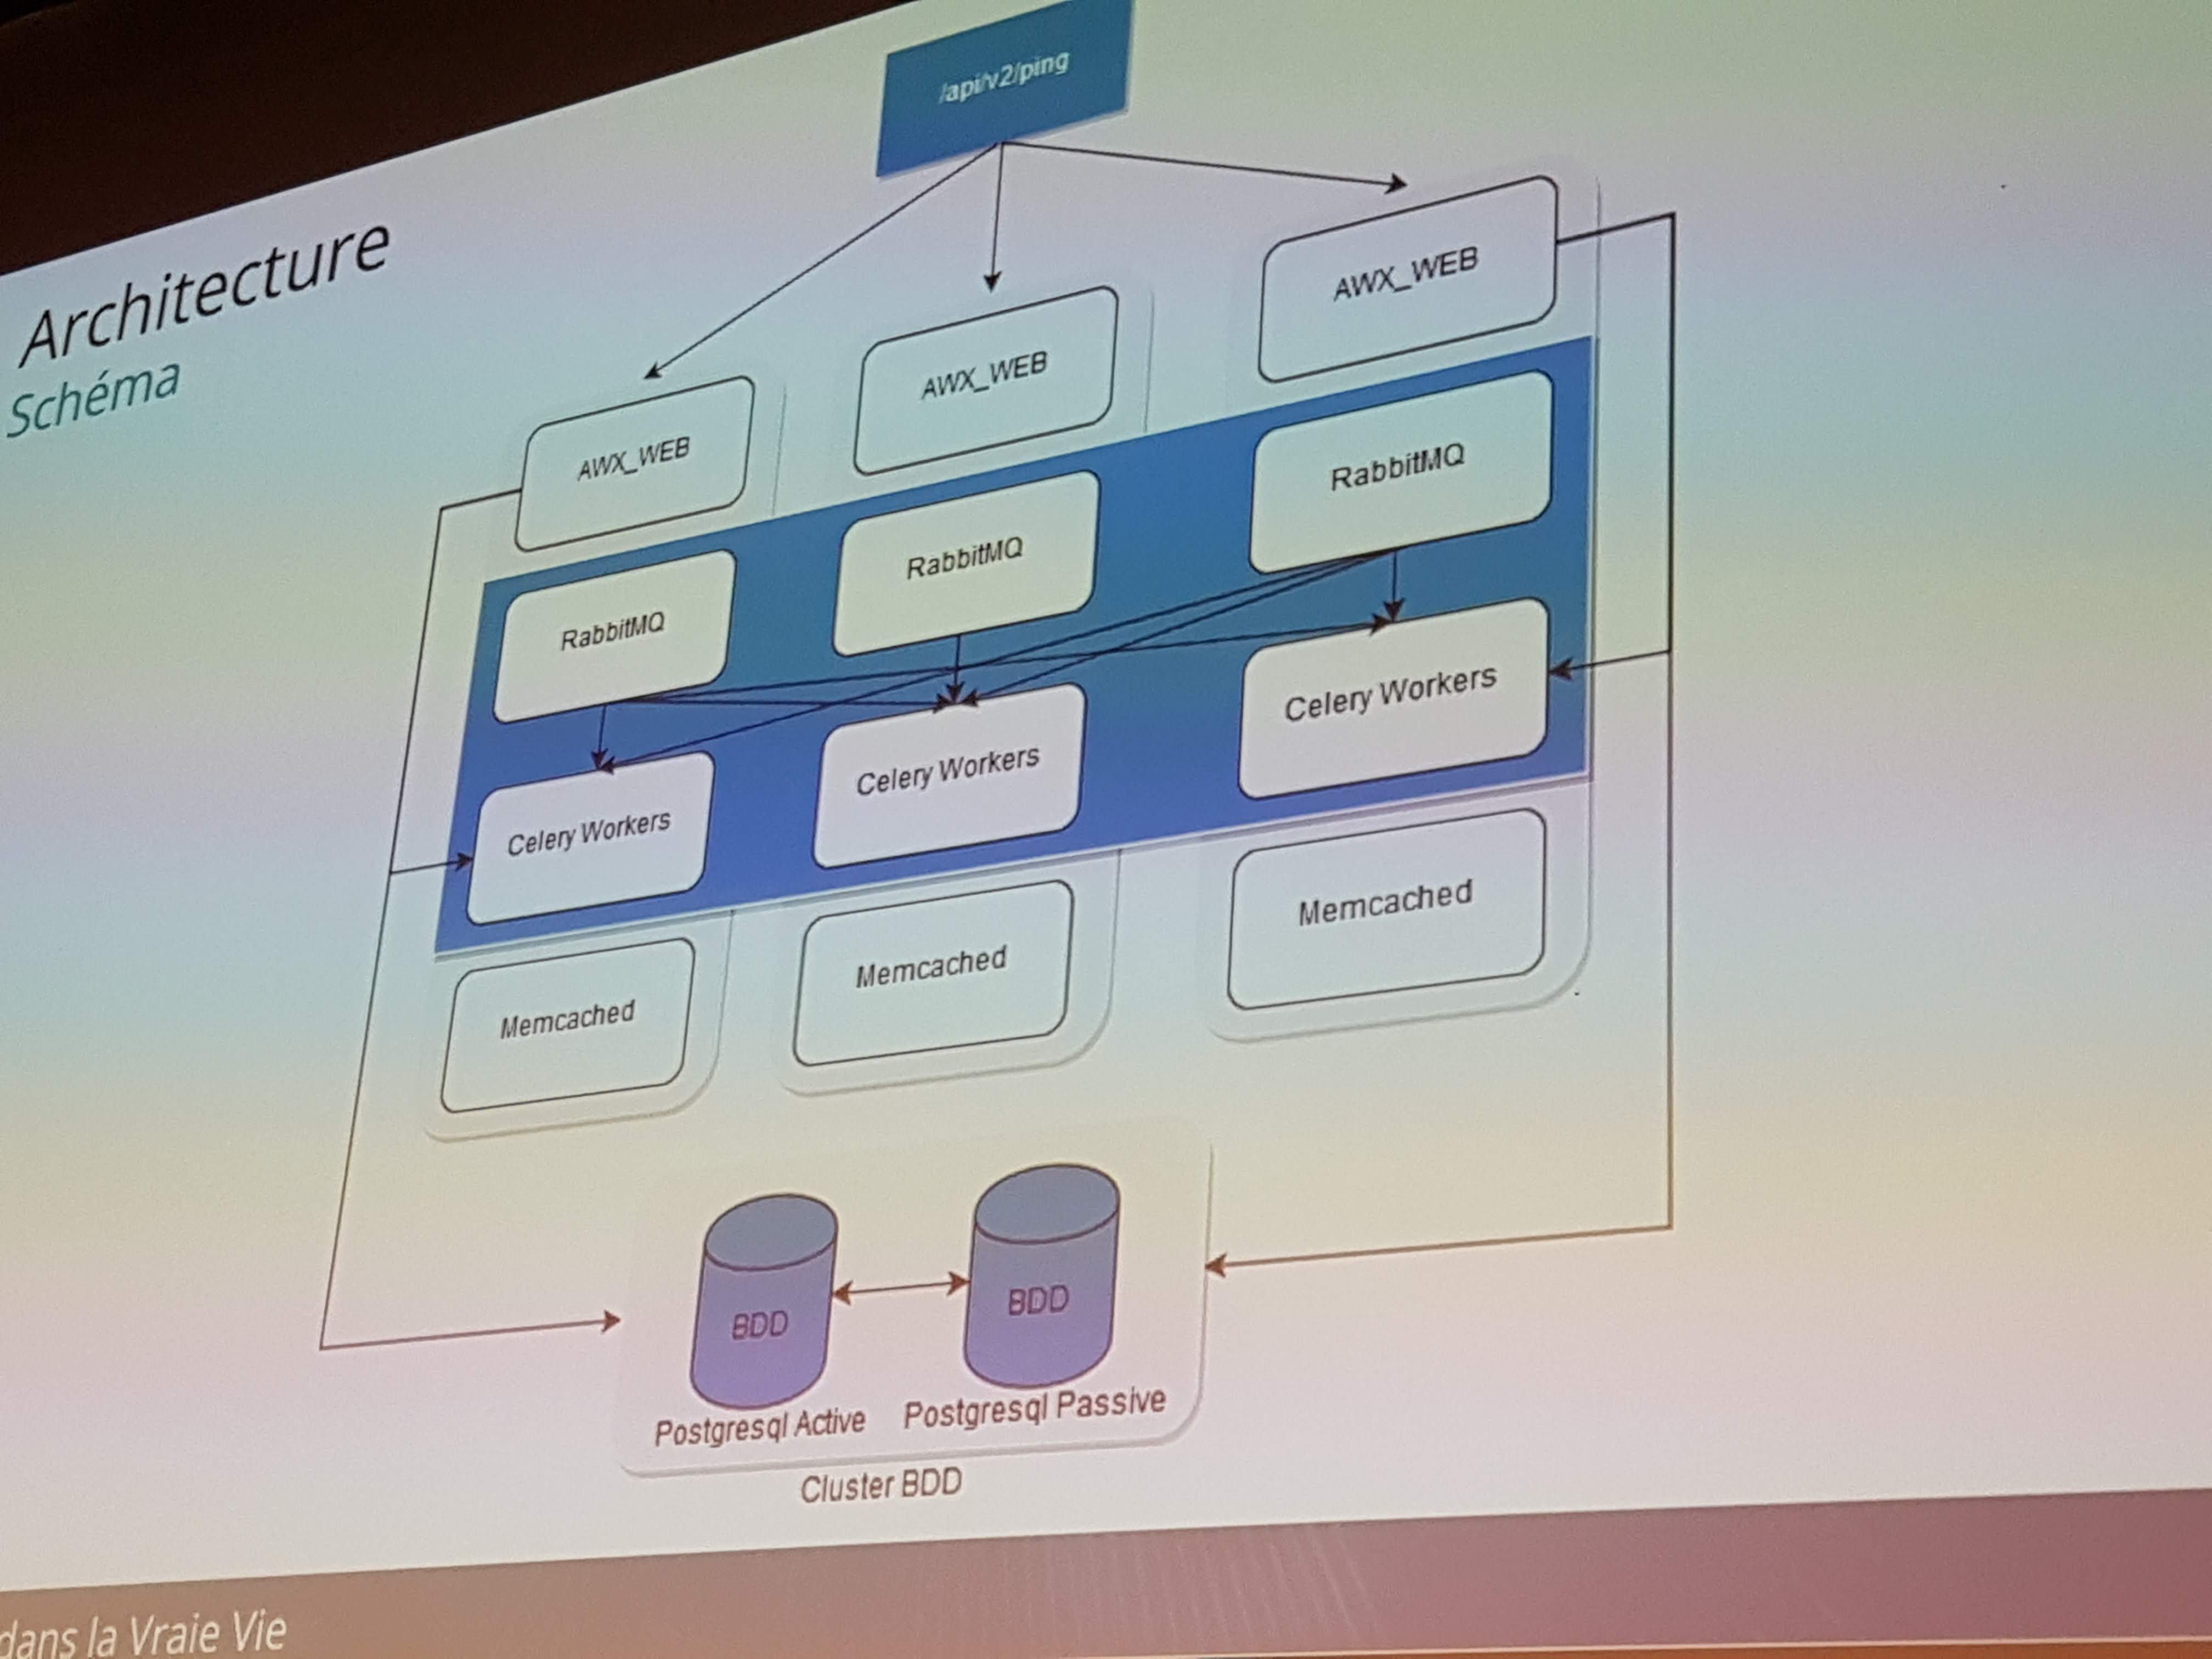 Architecture
Schéma
/api/v2/ping
AWX_WEB
AWX_WEB
AWX_WEB
RabbitMQ
RabbitMQ
RabbitMQ
Celery Workers
Celery Workers
Celery Workers
Memcached
Memcached
Memcached
BDD
BDD
Postgresql Active
Postgresql Passive
Cluster BDD
dans la Vraie Vie